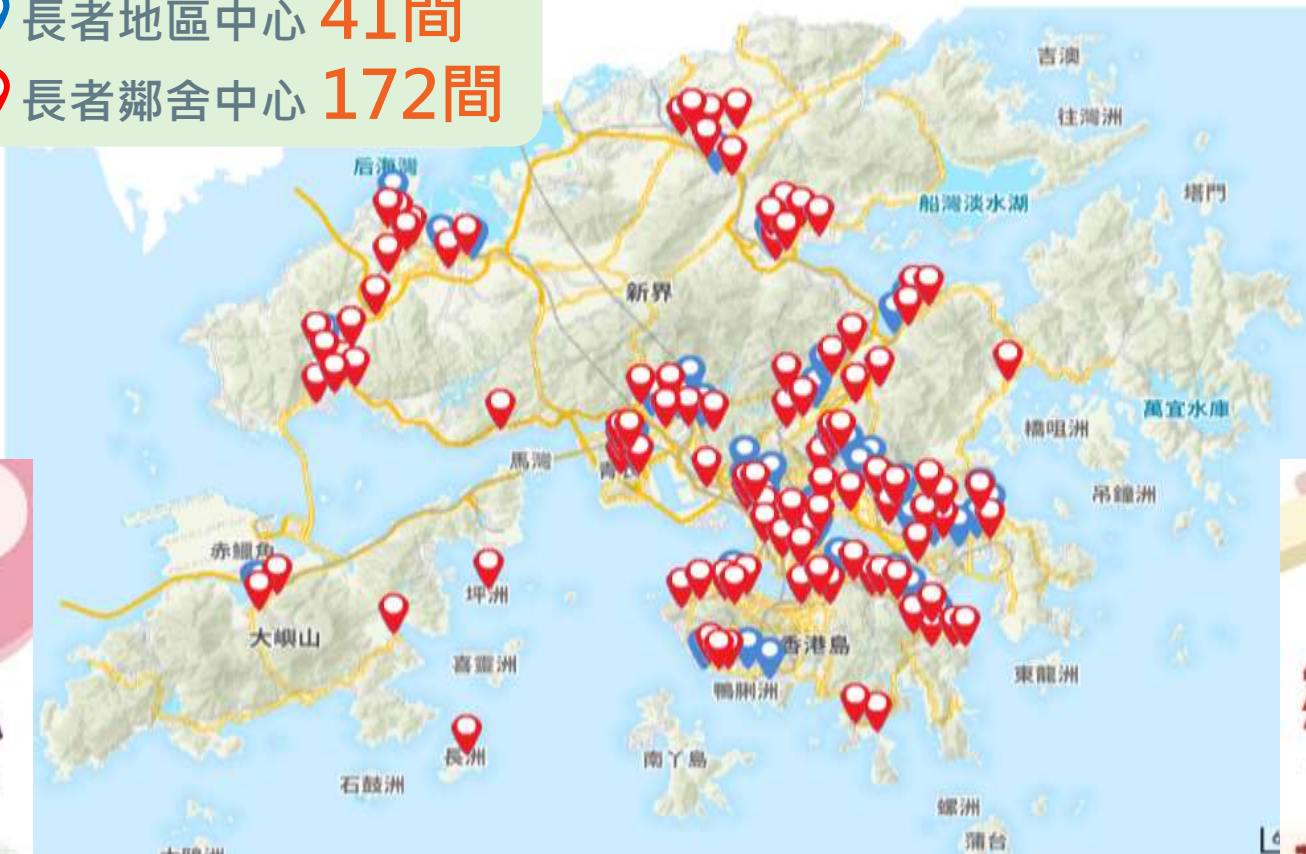 長者地區中心 41間
長者鄰舍中心 172間
吉澳
往灣洲
后海灣
塔門
船灣淡水湖
新界
萬宜水庫
橋咀洲
馬灣
吊鐘洲
赤鱲角
坪洲
大嶼山
香港島
喜靈洲
東龍洲
鴨脷洲
長洲
南丫島
石鼓洲
螺洲
蒲台